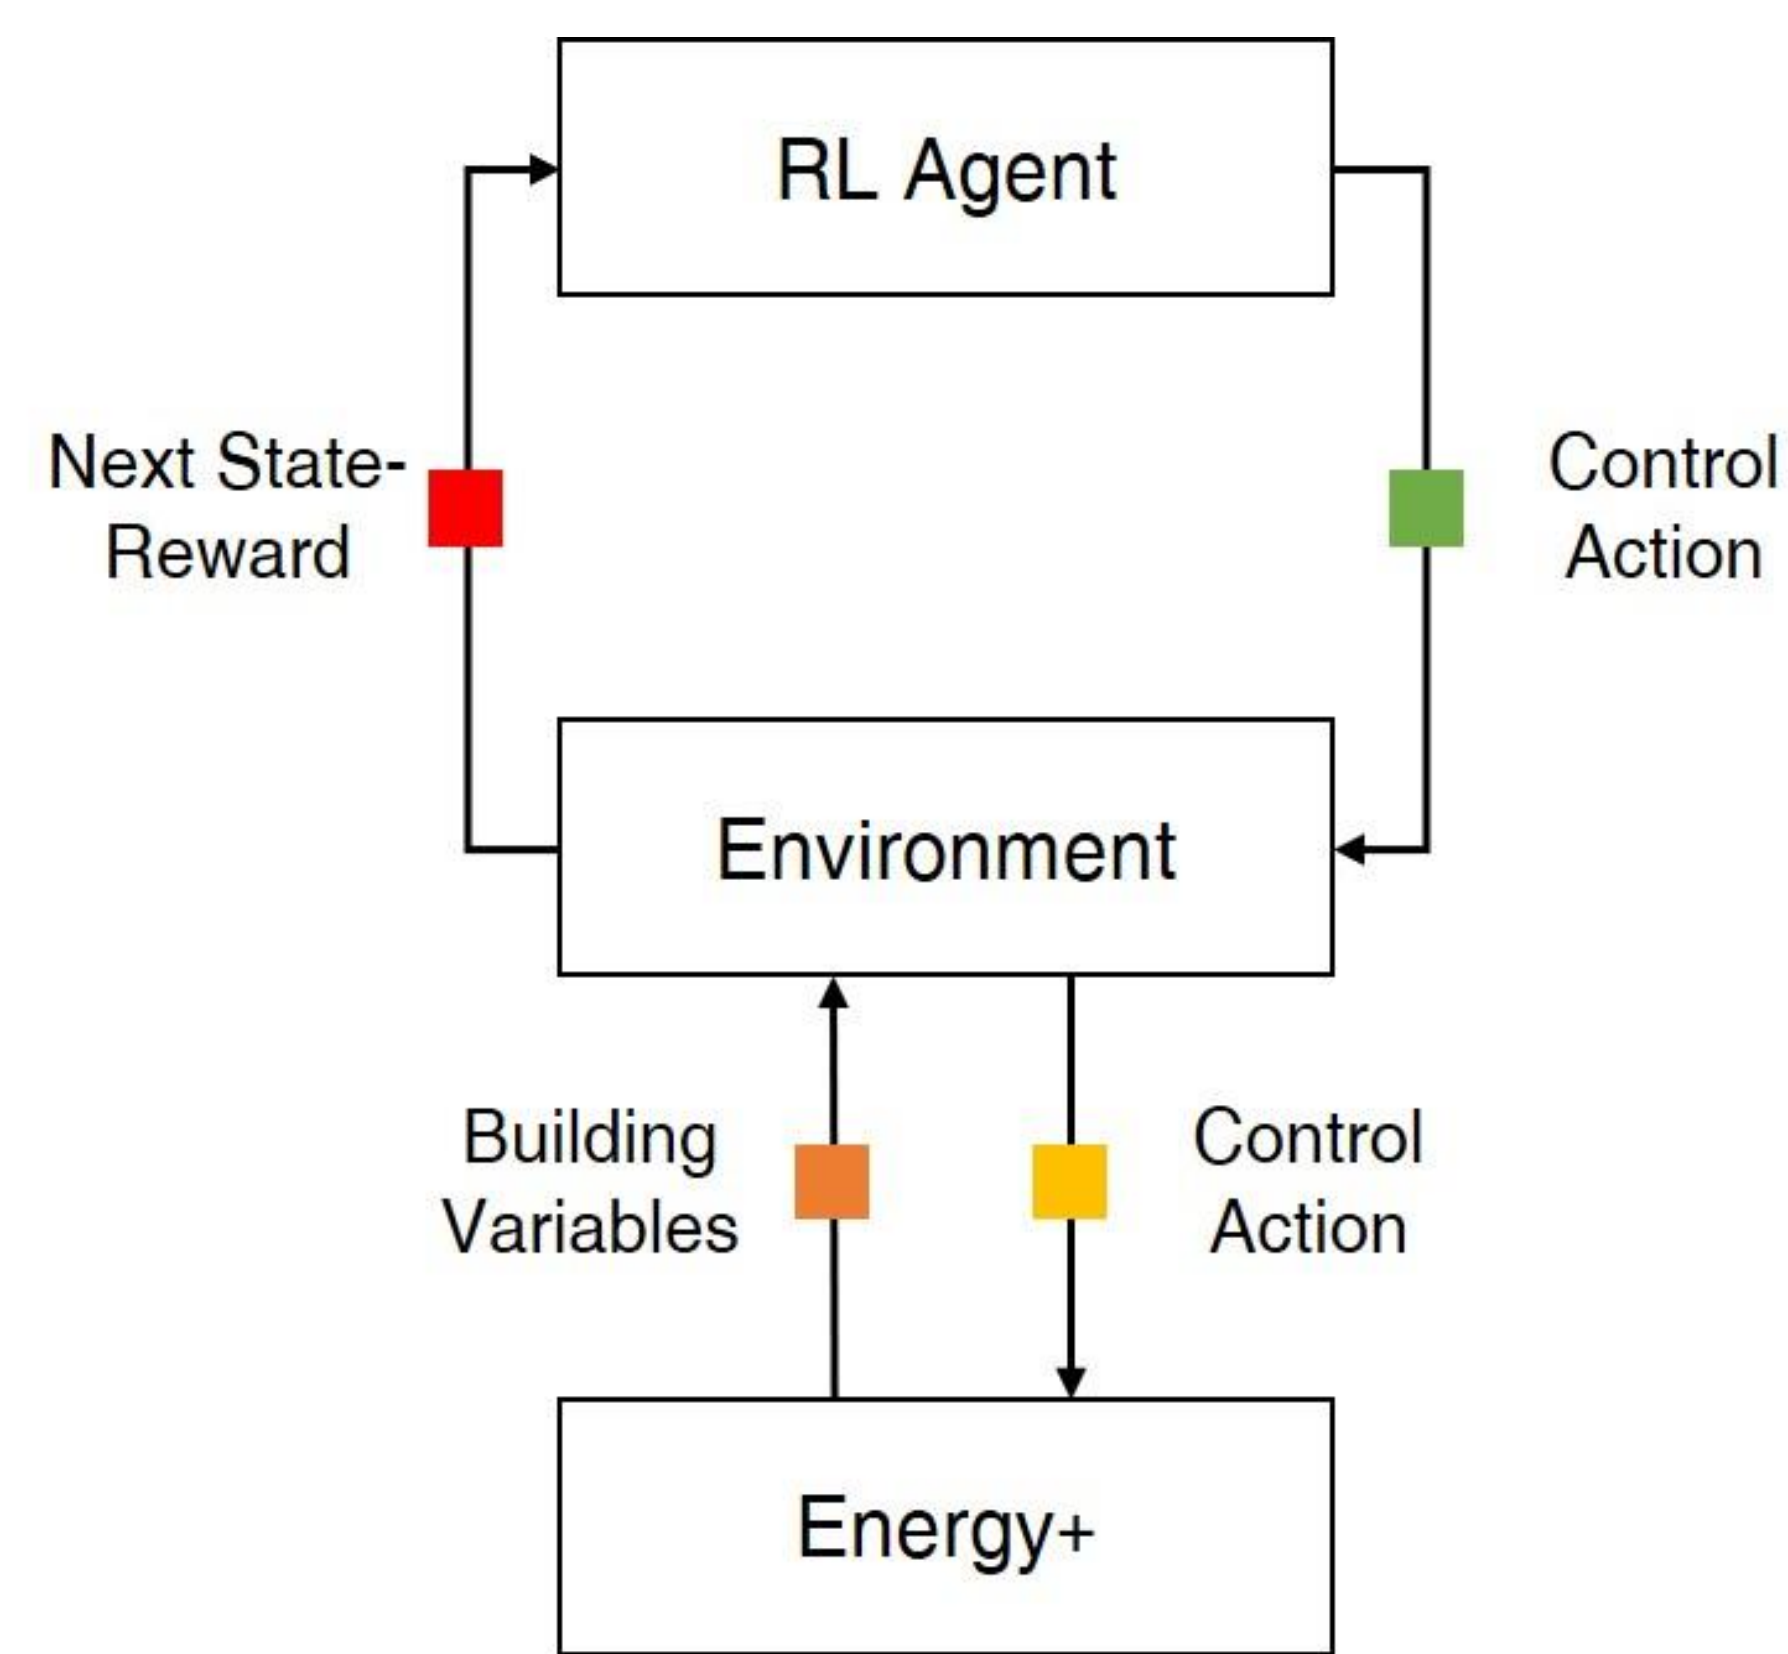 RL Agent
Next State-
Reward
Control
Action
Environment
Building
Variables
Control
Action
Energy+